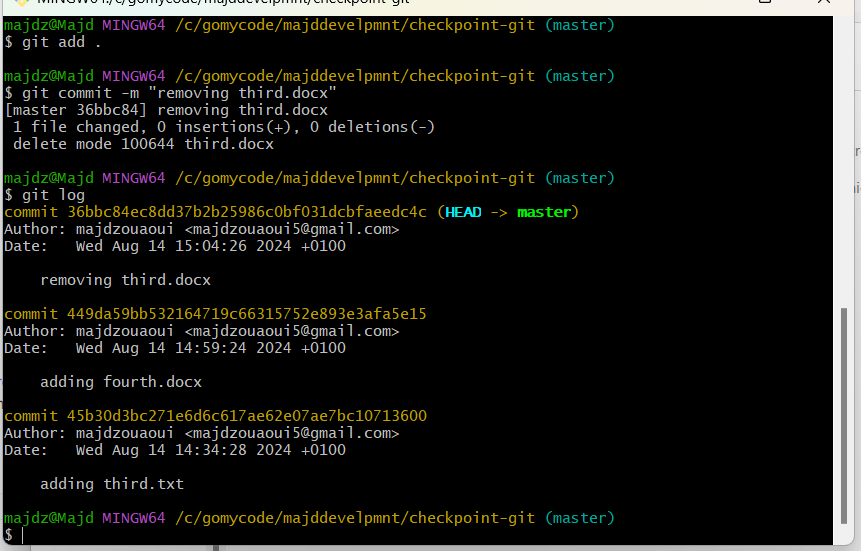 MINGW64:/c/gomycode/majddevelpmnt/checkpoint-git
majdz@Majd MINGW64 /c/gomycode/majddevelpmnt/checkpoint-git (master)
$ git add .
majdz@Majd MINGW64 /c/gomycode/majddevelpmnt/checkpoint-git (master)
$ git commit -m "removing third.docx"
[master 36bbc84] removing third.docx
 1 file changed, 0 insertions(+), 0 deletions(-)
 delete mode 100644 third.docx
majdz@Majd MINGW64 /c/gomycode/majddevelpmnt/checkpoint-git (master)
$ git log
commit 36bbc84ec8dd37b2b25986c0bf031dcbfaeedc4c (HEAD -> master)
Author: majdzouaoui <majdzouaoui5@gmail.com>
Date:   Wed Aug 14 15:04:26 2024 +0100
    removing third.docx
commit 449da59bb532164719c66315752e893e3afa5e15
Author: majdzouaoui <majdzouaoui5@gmail.com>
Date:   Wed Aug 14 14:59:24 2024 +0100
    adding fourth.docx
commit 45b30d3bc271e6d6c617ae62e07ae7bc10713600
Author: majdzouaoui <majdzouaoui5@gmail.com>
Date:   Wed Aug 14 14:34:28 2024 +0100
    adding third.txt
majdz@Majd MINGW64 /c/gomycode/majddevelpmnt/checkpoint-git (master)
$